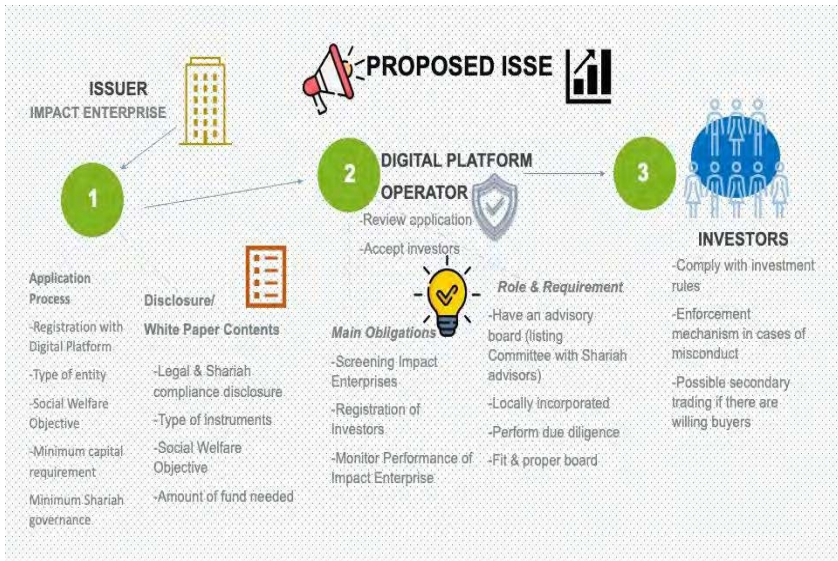 PROPOSED ISSE
ISSUER
IMPACT ENTERPRISE
1
Application
Process
-Registration with
Digital Platform
-Type of entity
-Social Welfare
Objective
-Minimum capital
requirement
Minimum Shariah
governance
Disclosure/
White Paper Contents
-Legal & Shariah
compliance disclosure
-Type of Instruments
-Social Welfare
Objective
-Amount of fund needed
2
DIGITAL PLATFORM
OPERATOR
-Review application
-Accept investors
Main Obligations
-Screening Impact
Enterprises
-Registration of
Investors
-Monitor Performance of
Impact Enterprise
Role & Requirement
-Have an advisory
board (listing
Committee with Shariah
advisors)
-Locally incorporated
-Perform due diligence
-Fit & proper board
3
INVESTORS
-Comply with investment
rules
-Enforcement
mechanism in cases of
misconduct
-Possible secondary
trading if there are
willing buyers